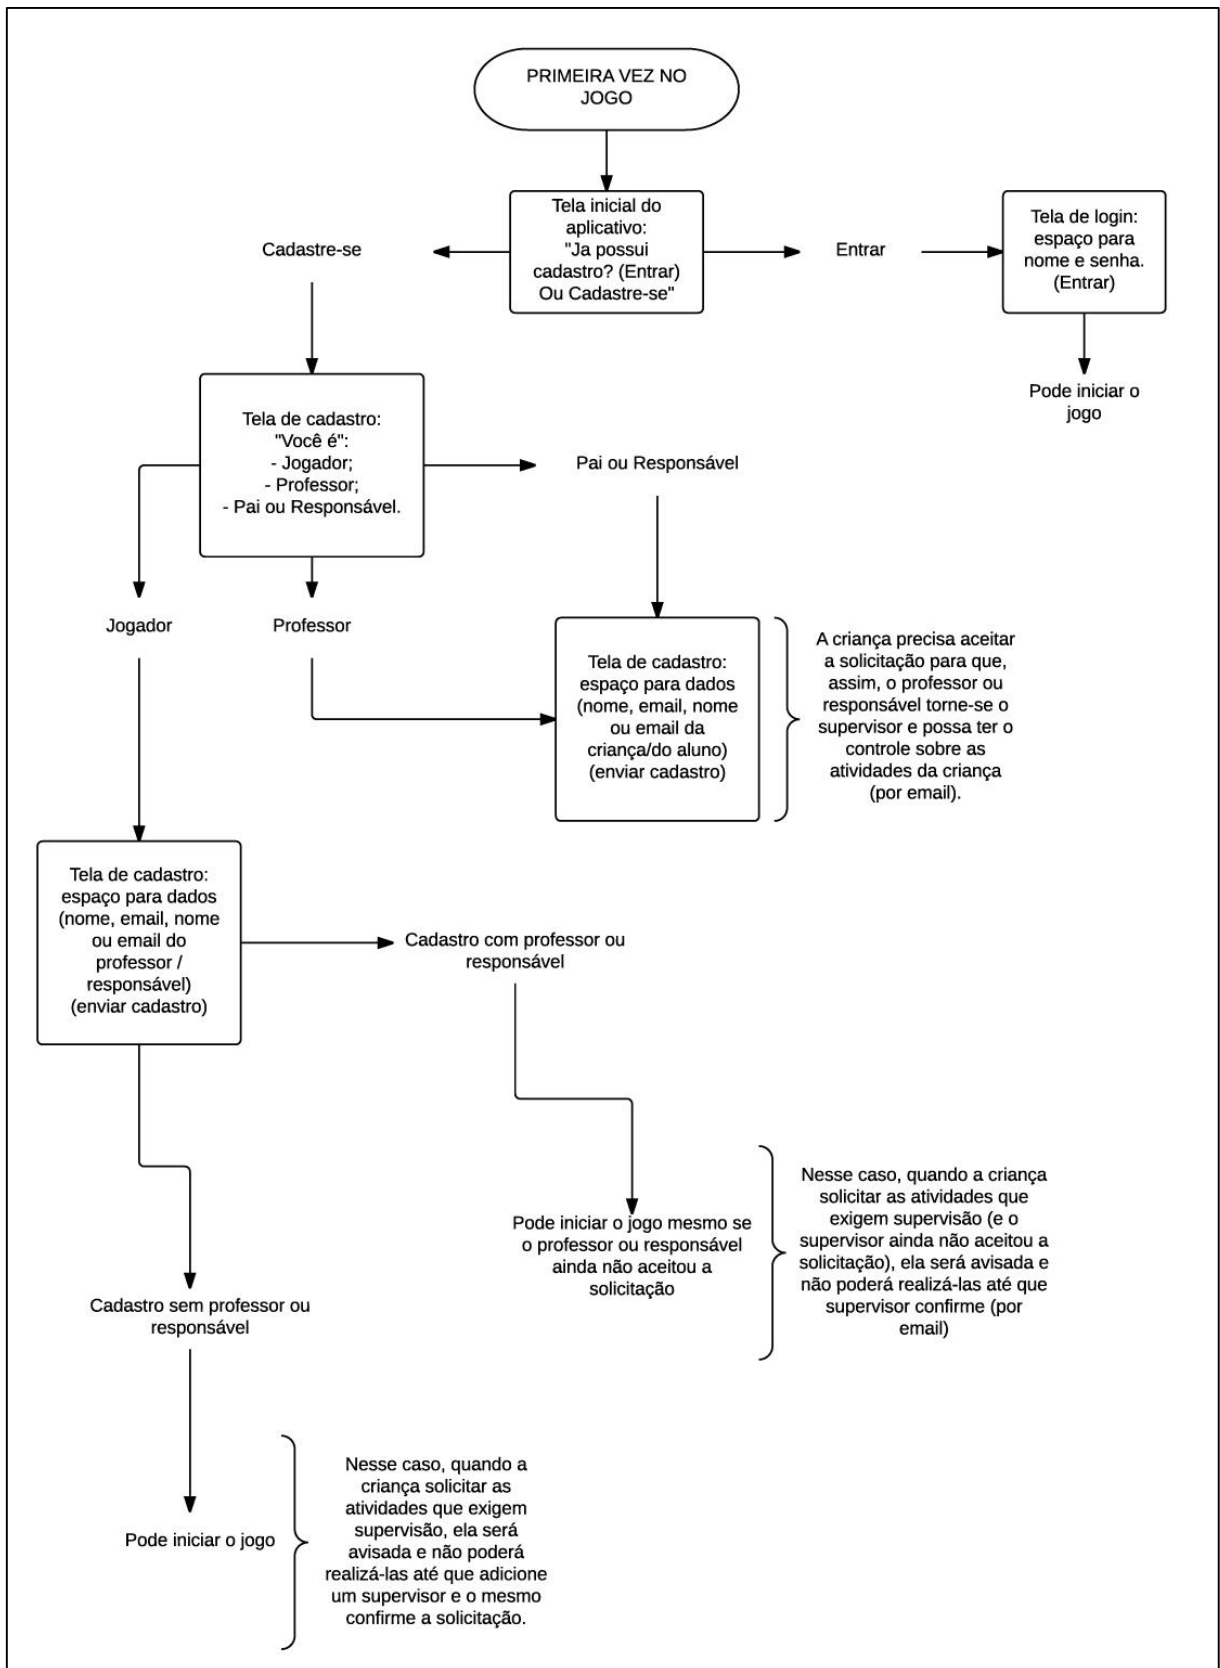 PRIMEIRA VEZ NO
JOGO
Tela inicial do
aplicativo:
"Ja possui
cadastro? (Entrar)
Ou Cadastre-se"
Cadastre-se
Entrar
Tela de login:
espaço para
nome e senha.
(Entrar)
Pode iniciar o
jogo
Tela de cadastro:
"Você é":
- Jogador;
- Professor;
- Pai ou Responsável.
Pai ou Responsável
Jogador
Professor
Tela de cadastro:
espaço para dados
(nome, email, nome
ou email da
criança/do aluno)
(enviar cadastro)
A criança precisa aceitar
a solicitação para que,
assim, o professor ou
responsável torne-se o
supervisor e possa ter o
controle sobre as
atividades da criança
(por email).
Tela de cadastro:
espaço para dados
(nome, email, nome
ou email do
professor /
responsável)
(enviar cadastro)
Cadastro com professor ou
responsável
Pode iniciar o jogo mesmo se
o professor ou responsável
ainda não aceitou a
solicitação
Nesse caso, quando a criança
solicitar as atividades que
exigem supervisão (e o
supervisor ainda não aceitou a
solicitação), ela será avisada e
não poderá realizá-las até que
supervisor confirme (por
email)
Cadastro sem professor ou
responsável
Pode iniciar o jogo
Nesse caso, quando a
criança solicitar as
atividades que exigem
supervisão, ela será
avisada e não poderá
realizá-las até que adicione
um supervisor e o mesmo
confirme a solicitação.